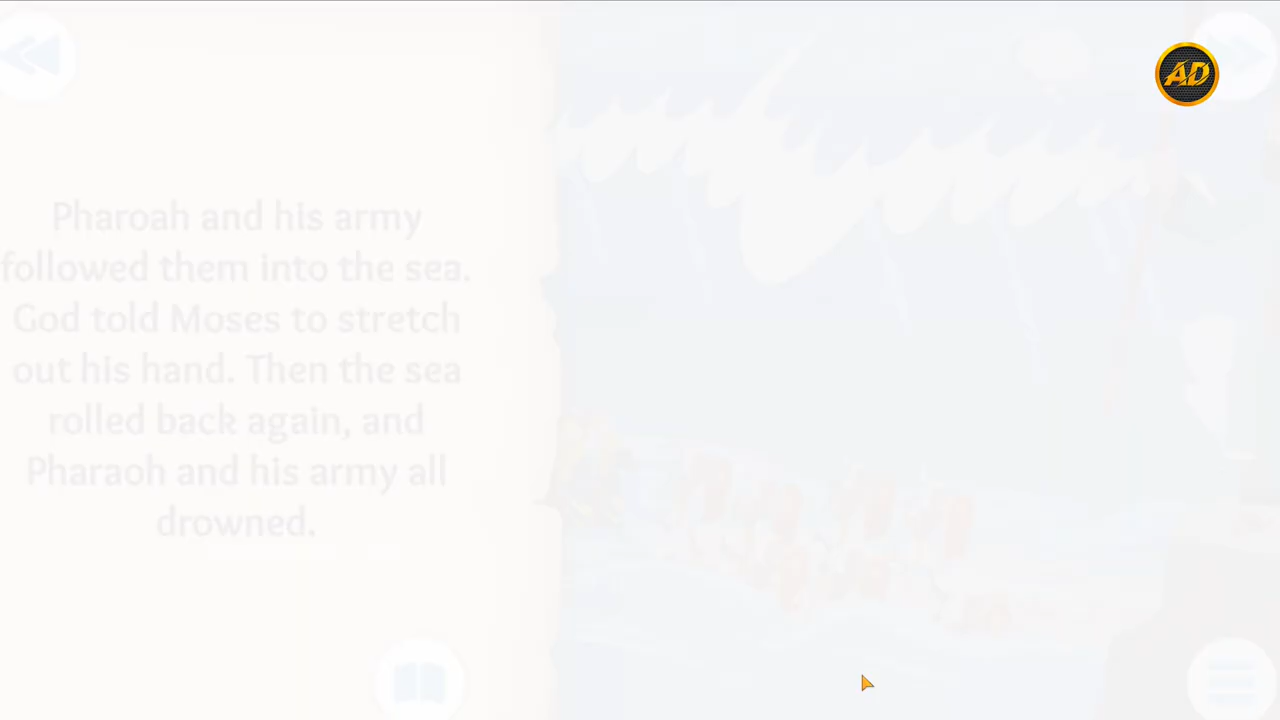 AD
Pharoah and his army
followed them into the sea.
God told Moses to stretch
out his hand. Then the sea
rolled back again, and
Pharaoh and his army all
drowned.